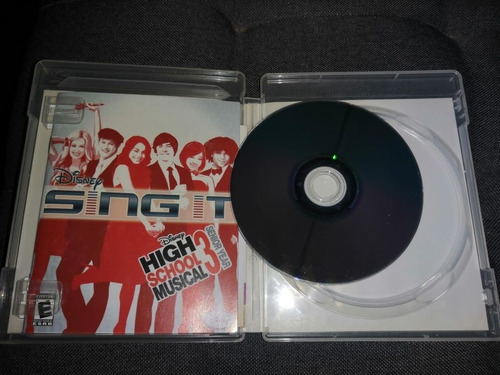 Disney
SING IT
Disney
HIGH
SCHOOL
MUSICAL
3
SENIOR YEAR
E